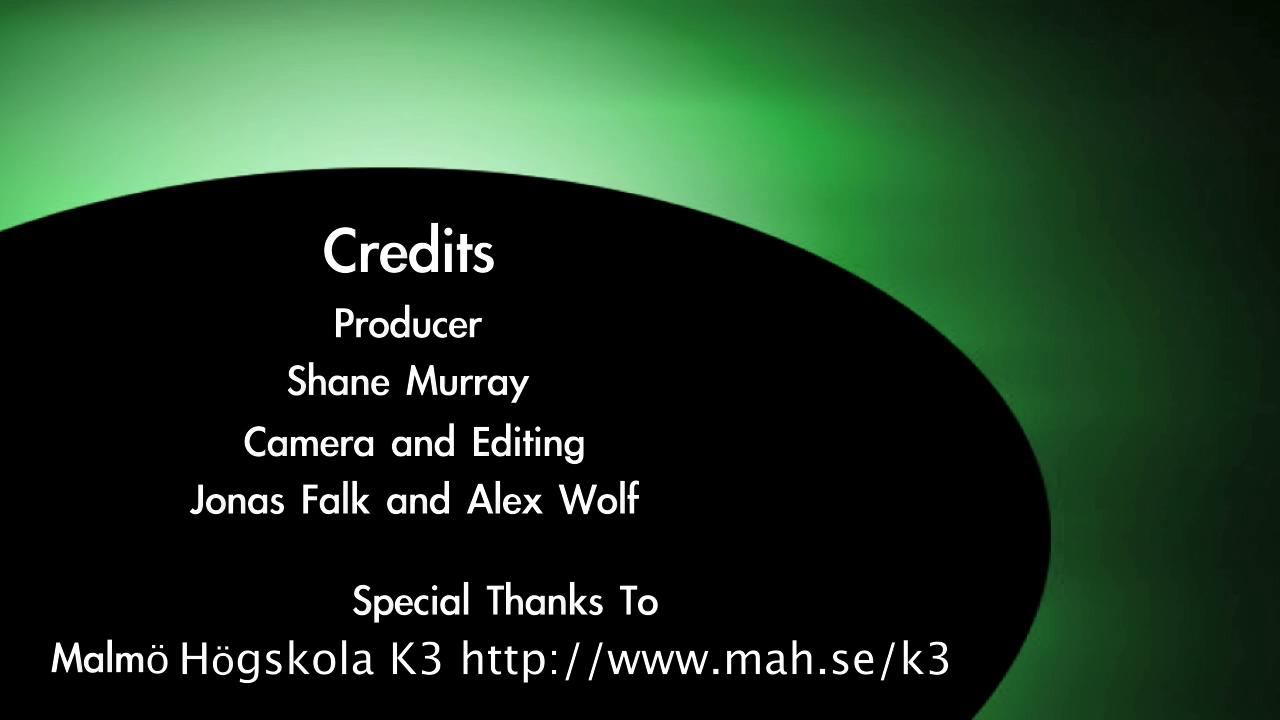 Credits
Producer
Shane Murray
Camera and Editing
Jonas Falk and Alex Wolf
Special Thanks To
Malmö Högskola K3 http://www.mah.se/k3